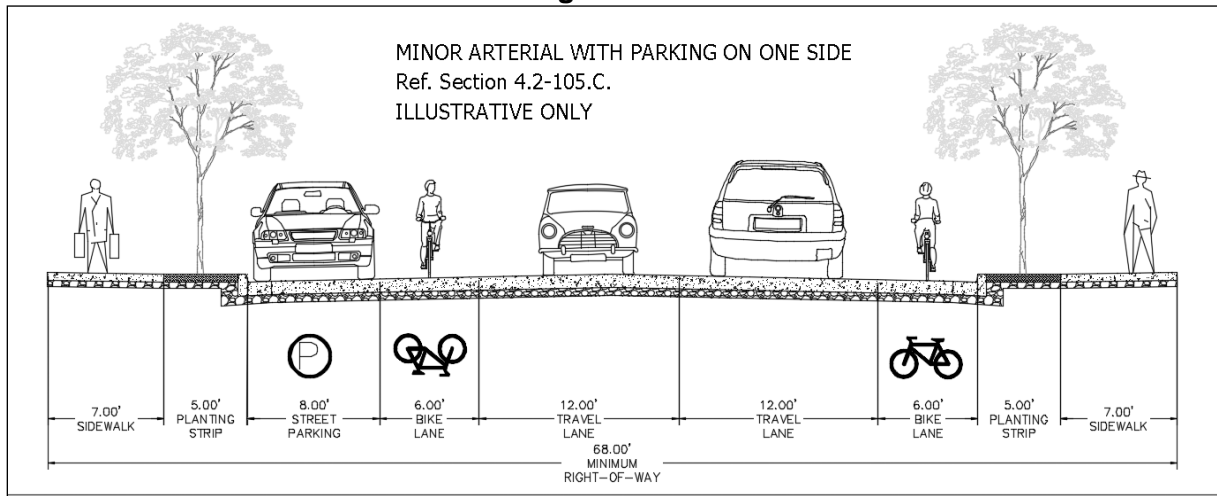 MINOR ARTERIAL WITH PARKING ON ONE SIDE
Ref. Section 4.2-105.C.
ILLUSTRATIVE ONLY
P
7.00'
SIDEWALK
5.00'
PLANTING
STRIP
8.00'
STREET
PARKING
6.00'
BIKE
LANE
12.00'
TRAVEL
LANE
12.00'
TRAVEL
LANE
6.00'
BIKE
LANE
5.00'
PLANTING
STRIP
7.00'
SIDEWALK
68.00'
MINIMUM
RIGHT-OF-WAY